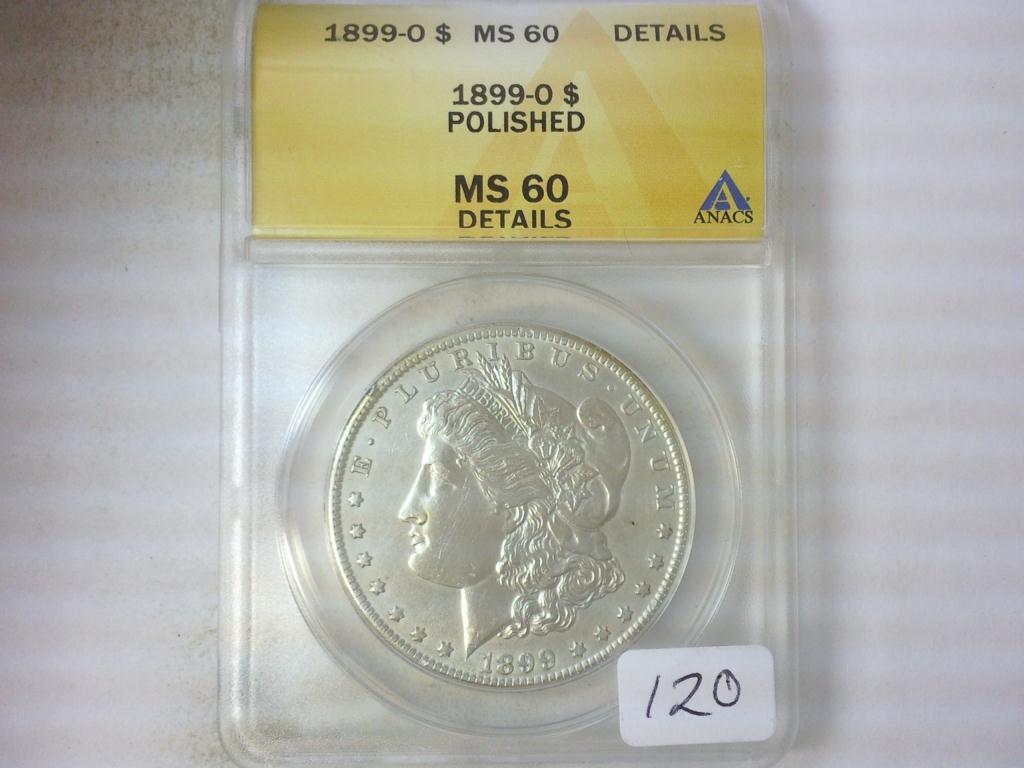 1899-O $ MS 60 DETAILS
1899-O $
POLISHED
MS 60
DETAILS
ANACS
E · PLURIBUS · UNUM
LIBERTY
1899
120